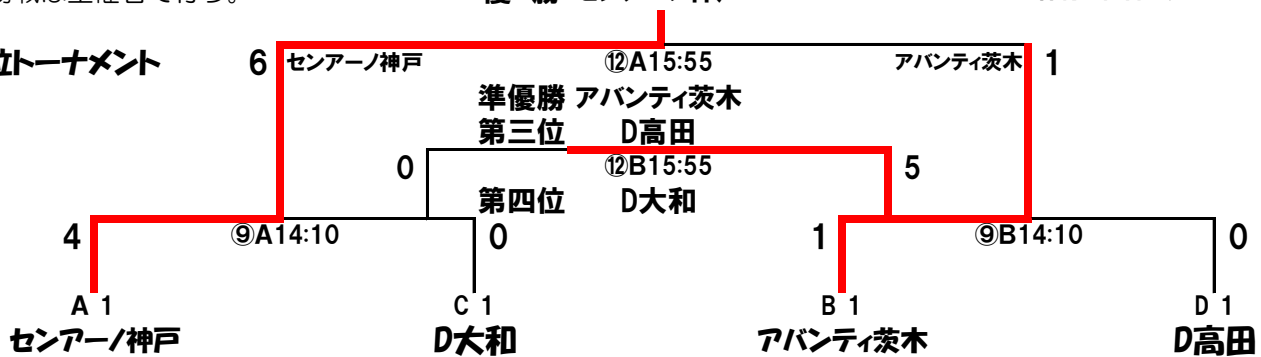 優 勝 センアーノ神戸
位トーナメント 6 センアーノ神戸 ⑫A15:55 アバンティ茨木 1
準優勝 アバンティ茨木
第三位 D高田
0 ⑫B15:55 5
第四位 D大和
4 ⑨A14:10 0 1 ⑨B14:10 0
A 1 C 1 B 1 D 1
センアーノ神戸 D大和 アバンティ茨木 D高田